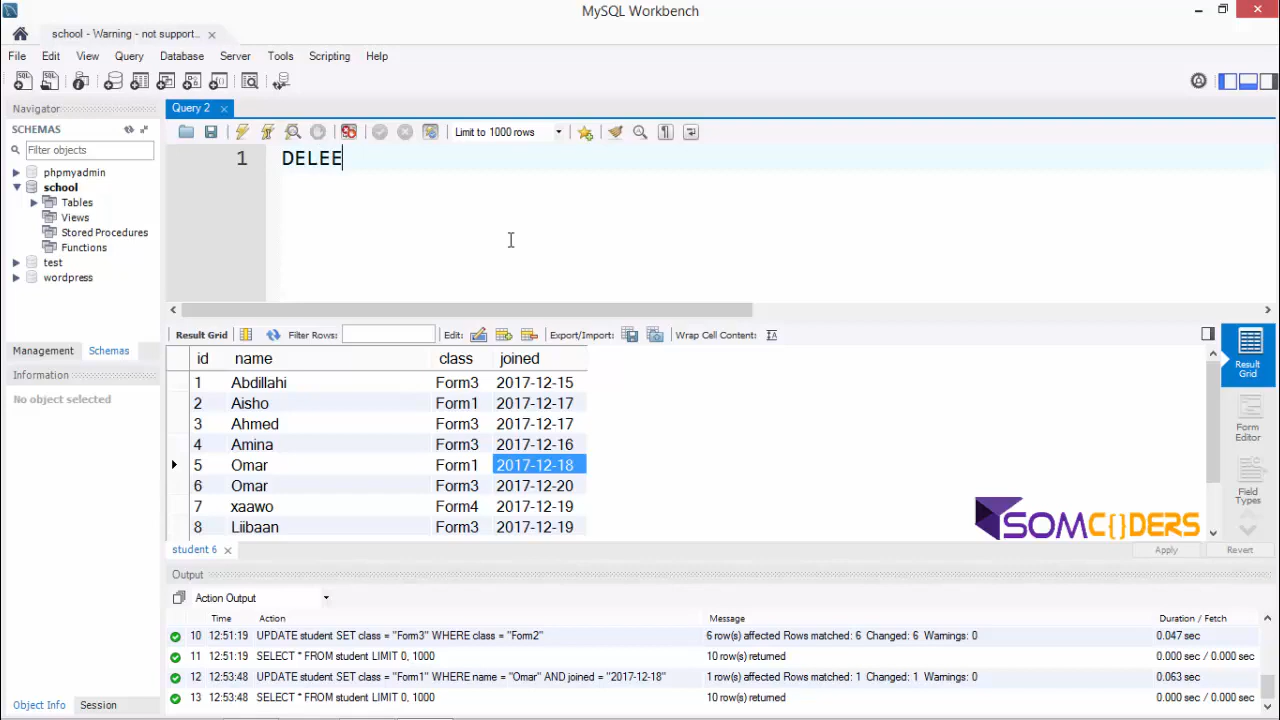 MySQL Workbench
school - Warning - not support...
File Edit View Query Database Server Tools Scripting Help
Navigator
SCHEMAS
Filter objects
phpmyadmin
school
Tables
Views
Stored Procedures
Functions
test
wordpress
Management Schemas
Information
No object selected
Object Info Session
Query 2
Limit to 1000 rows
1 DELEE
Result Grid Filter Rows: Edit: Export/Import: Wrap Cell Content:
id name class joined
1 Abdillahi Form3 2017-12-15
2 Aisho Form1 2017-12-17
3 Ahmed Form3 2017-12-17
4 Amina Form3 2017-12-16
5 Omar Form1 2017-12-18
6 Omar Form3 2017-12-20
7 xaawo Form4 2017-12-19
8 Liibaan Form3 2017-12-19
Result
Grid
Form
Editor
Field
Types
SOMC{}DERS
student 6
Apply Revert
Output
Action Output
Time Action Message Duration / Fetch
10 12:51:19 UPDATE student SET class = "Form3" WHERE class = "Form2" 6 row(s) affected Rows matched: 6 Changed: 6 Warnings: 0 0.047 sec
11 12:51:19 SELECT * FROM student LIMIT 0, 1000 10 row(s) returned 0.000 sec / 0.000 sec
12 12:53:48 UPDATE student SET class = "Form1" WHERE name = "Omar" AND joined = "2017-12-18" 1 row(s) affected Rows matched: 1 Changed: 1 Warnings: 0 0.063 sec
13 12:53:48 SELECT * FROM student LIMIT 0, 1000 10 row(s) returned 0.000 sec / 0.000 sec